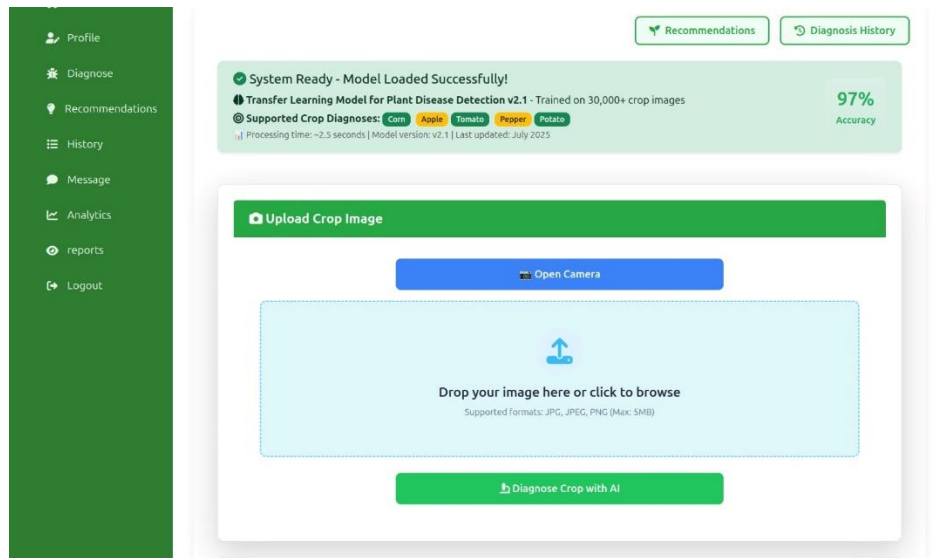 Profile
Diagnose
Recommendations
History
Message
Analytics
reports
Logout
Recommendations
Diagnosis History
System Ready - Model Loaded Successfully!
Transfer Learning Model for Plant Disease Detection v2.1 - Trained on 30,000+ crop images
Supported Crop Diagnoses: Corn Apple Tomato Pepper Potato
Processing time: ~2.5 seconds | Model version: v2.1 | Last updated: July 2025
97%
Accuracy
Upload Crop Image
Open Camera
Drop your image here or click to browse
Supported formats: JPG, JPEG, PNG (Max: 5MB)
Diagnose Crop with AI